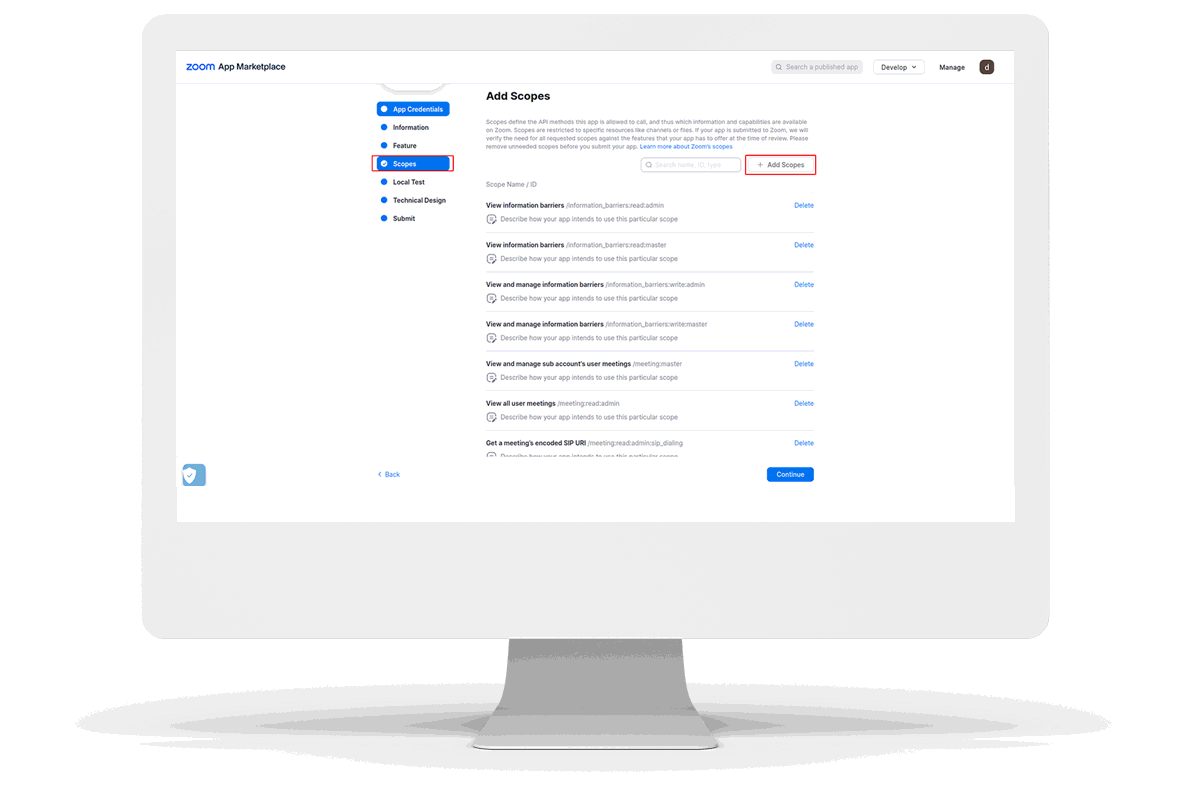 zoom App Marketplace
Search a published app
Develop
Manage
d
App Credentials
Information
Feature
Scopes
Local Test
Technical Design
Submit
Add Scopes
Scopes define the API methods this app is allowed to call, and thus which information and capabilities are available
on Zoom. Scopes are restricted to specific resources like channels or files. If your app is submitted to Zoom, we will
verify the need for all requested scopes against the features that your app has to offer at the time of review. Please
remove unneeded scopes before you submit your app. Learn more about Zoom's scopes
Search name, ID, type
+ Add Scopes
Scope Name / ID
View information barriers /information_barriers:read:admin
Delete
Describe how your app intends to use this particular scope
View information barriers /information_barriers:read:master
Delete
Describe how your app intends to use this particular scope
View and manage information barriers /information_barriers:write:admin
Delete
Describe how your app intends to use this particular scope
View and manage information barriers /information_barriers:write:master
Delete
Describe how your app intends to use this particular scope
View and manage sub account's user meetings /meeting:master
Delete
Describe how your app intends to use this particular scope
View all user meetings /meeting:read:admin
Delete
Describe how your app intends to use this particular scope
Get a meeting's encoded SIP URI /meeting:read:admin:sip_dialing
Delete
Describe how your app intends to use this particular scope
< Back
Continue